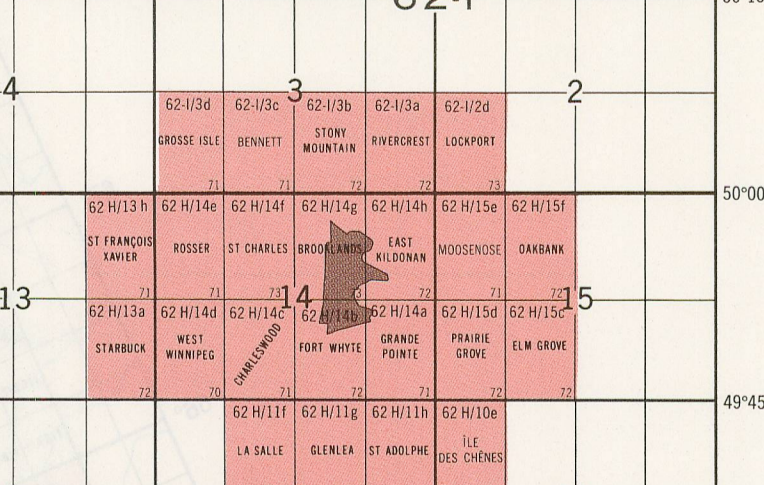 4 3 2
62-I/3d 62-I/3c 62-I/3b 62-I/3a 62-I/2d
GROSSE ISLE BENNETT STONY MOUNTAIN RIVERCREST LOCKPORT
71 71 72 72 73
50°00
62 H/13 h 62 H/14e 62 H/14f 62 H/14g 62 H/14h 62 H/15e 62 H/15f
ST FRANÇOIS XAVIER ROSSER ST CHARLES BROOKLANDS EAST KILDONAN MOOSENOSE OAKBANK
71 71 73 73 72 71 72
13 14 15
62 H/13a 62 H/14d 62 H/14c 62 H/14b 62 H/14a 62 H/15d 62 H/15c
STARBUCK WEST WINNIPEG CHARLESWOOD FORT WHYTE GRANDE POINTE PRAIRIE GROVE ELM GROVE
72 70 71 72 71 72 72
49°45
62 H/11f 62 H/11g 62 H/11h 62 H/10e
LA SALLE GLENLEA ST ADOLPHE ÎLE DES CHÊNES